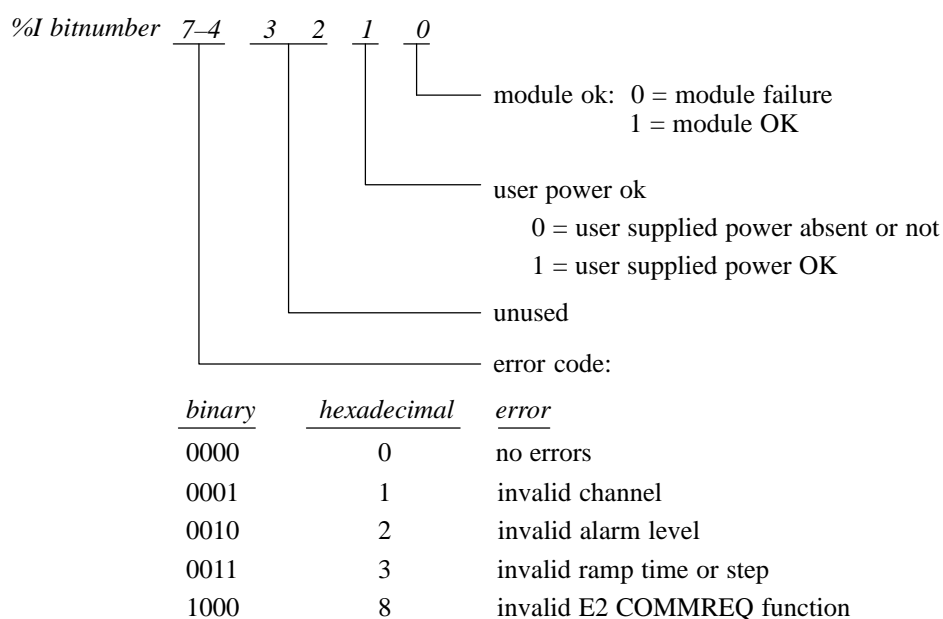 %I bitnumber 7–4 3 2 1 0
module ok: 0 = module failure
1 = module OK
user power ok
0 = user supplied power absent or not
1 = user supplied power OK
unused
error code:
binary hexadecimal error
0000 0 no errors
0001 1 invalid channel
0010 2 invalid alarm level
0011 3 invalid ramp time or step
1000 8 invalid E2 COMMREQ function